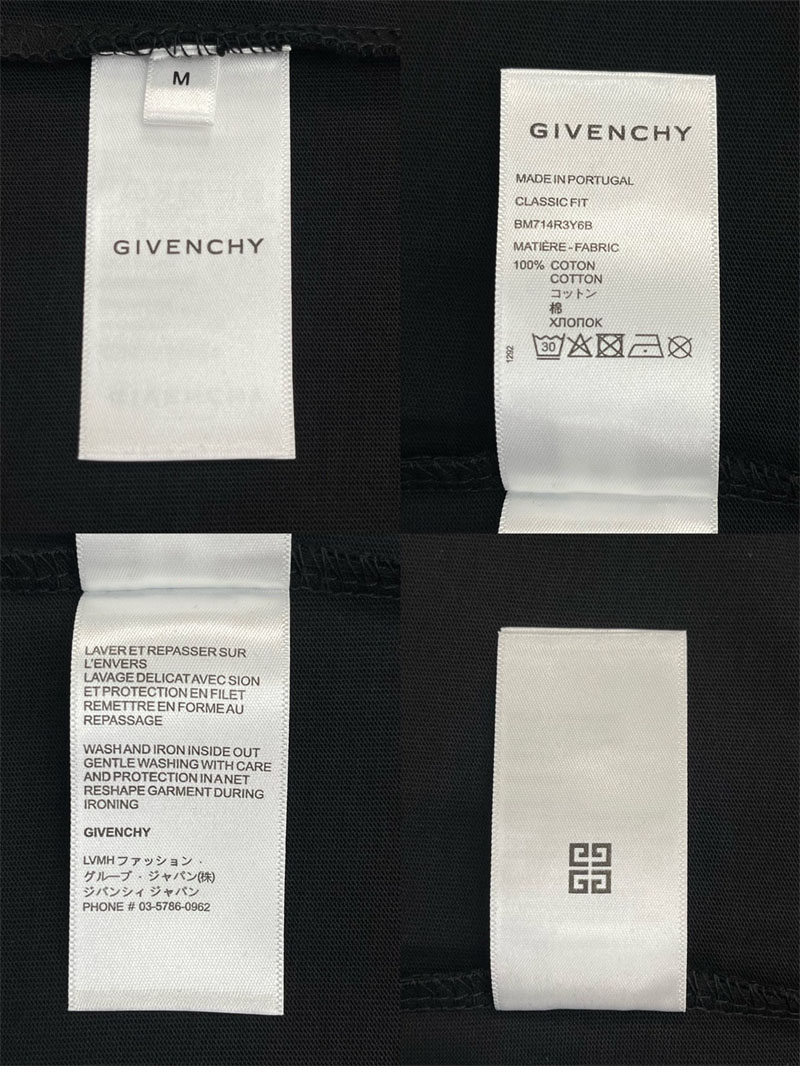 M
GIVENCHY
GIVENCHY
MADE IN PORTUGAL
CLASSIC FIT
BM714R3Y6B
MATIÈRE-FABRIC
100% COTON
COTTON
コットン
棉
ХЛОПОК
1292
30
LAVER ET REPASSER SUR
L'ENVERS
LAVAGE DELICAT AVEC SION
ET PROTECTION EN FILET
REMETTRE EN FORME AU
REPASSAGE
WASH AND IRON INSIDE OUT
GENTLE WASHING WITH CARE
AND PROTECTION IN A NET
RESHAPE GARMENT DURING
IRONING
GIVENCHY
LVMH ファッション ·
グループ · ジャパン(株)
ジバンシィ ジャパン
PHONE # 03-5786-0962